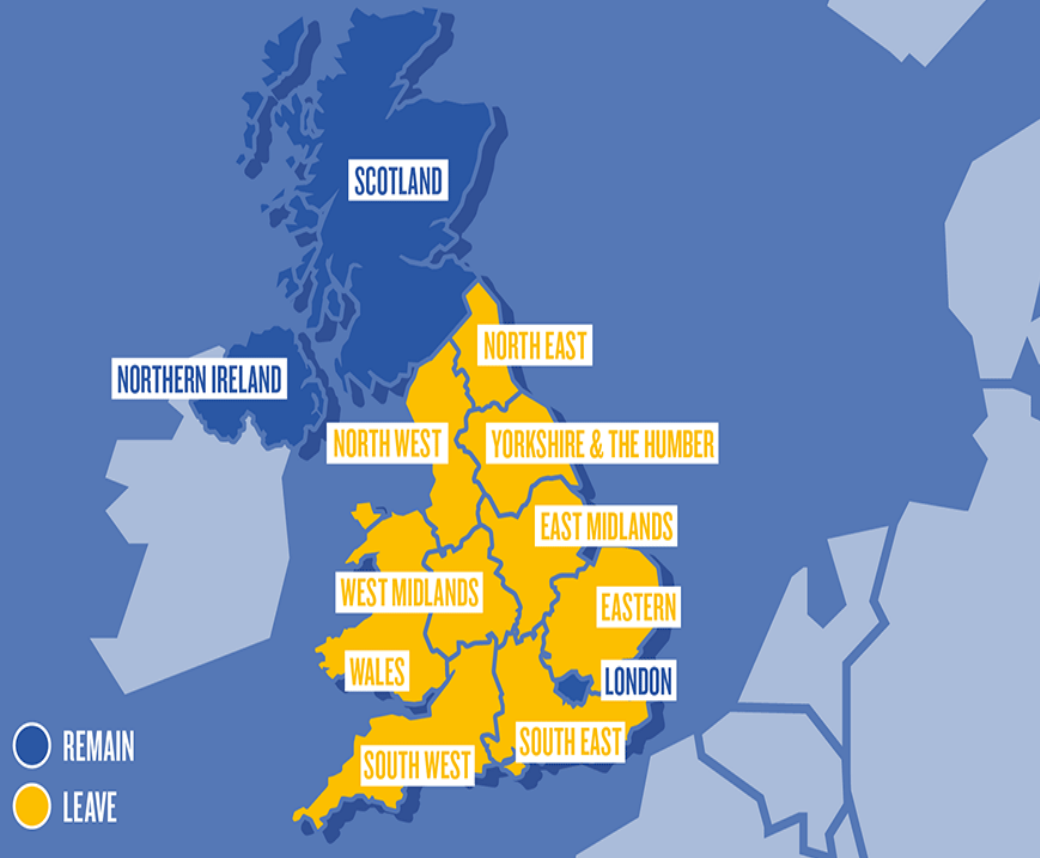 SCOTLAND
NORTH EAST
NORTHERN IRELAND
NORTH WEST
YORKSHIRE & THE HUMBER
EAST MIDLANDS
WEST MIDLANDS
EASTERN
WALES
LONDON
SOUTH EAST
SOUTH WEST
REMAIN
LEAVE